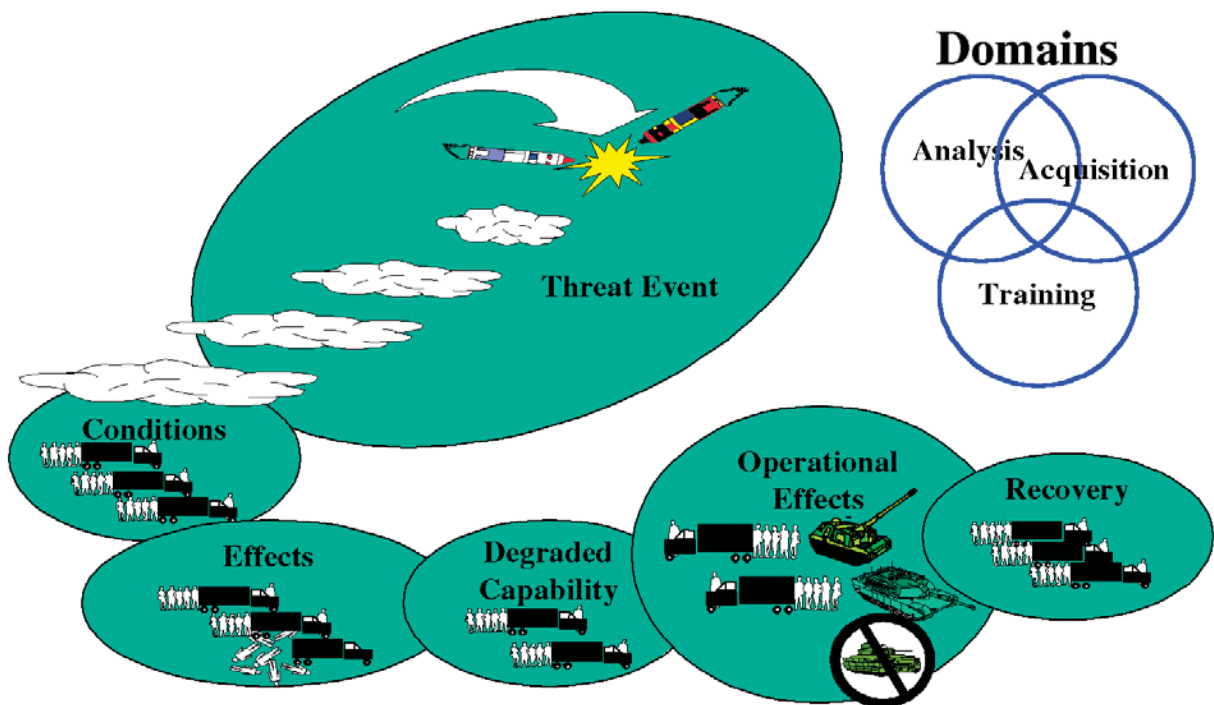 Domains
Analysis
Acquisition
Training
Threat Event
Conditions
Effects
Degraded
Capability
Operational
Effects
Recovery